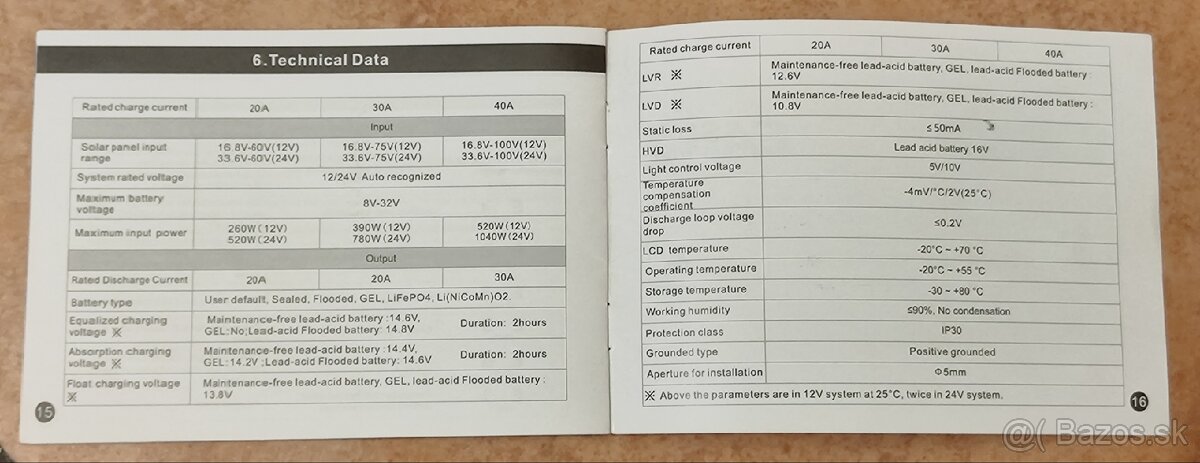 6.Technical Data
Rated charge current 20A 30A 40A
Input
Solar panel input range 16.8V-60V(12V) 16.8V-75V(12V) 16.8V-100V(12V)
33.6V-60V(24V) 33.6V-75V(24V) 33.6V-100V(24V)
System rated voltage 12/24V Auto recognized
Maximum battery voltage 8V-32V
Maximum input power 260W(12V) 390W(12V) 520W(12V)
520W(24V) 780W(24V) 1040W(24V)
Output
Rated Discharge Current 20A 20A 30A
Battery type User default, Sealed, Flooded, GEL, LiFePO4, Li(NiCoMn)O2
Equalized charging voltage ※ Maintenance-free lead-acid battery :14.6V, Duration: 2hours
GEL:No;Lead-acid Flooded battery: 14.8V
Absorption charging voltage ※ Maintenance-free lead-acid battery :14.4V, Duration: 2hours
GEL:14.2V ;Lead-acid Flooded battery: 14.6V
Float charging voltage ※ Maintenance-free lead-acid battery, GEL, lead-acid Flooded battery :
13.8V
15
Rated charge current 20A 30A 40A
LVR ※ Maintenance-free lead-acid battery, GEL, lead-acid Flooded battery :
12.6V
LVD ※ Maintenance-free lead-acid battery, GEL, lead-acid Flooded battery :
10.8V
Static loss ≤50mA
HVD Lead acid battery 16V
Light control voltage 5V/10V
Temperature compensation coefficient -4mV/°C/2V(25°C)
Discharge loop voltage drop ≤0.2V
LCD temperature -20°C ~ +70 °C
Operating temperature -20°C ~ +55 °C
Storage temperature -30 ~ +80 °C
Working humidity ≤90%, No condensation
Protection class IP30
Grounded type Positive grounded
Aperture for installation Φ5mm
※ Above the parameters are in 12V system at 25°C, twice in 24V system.
16
@( Bazos.sk